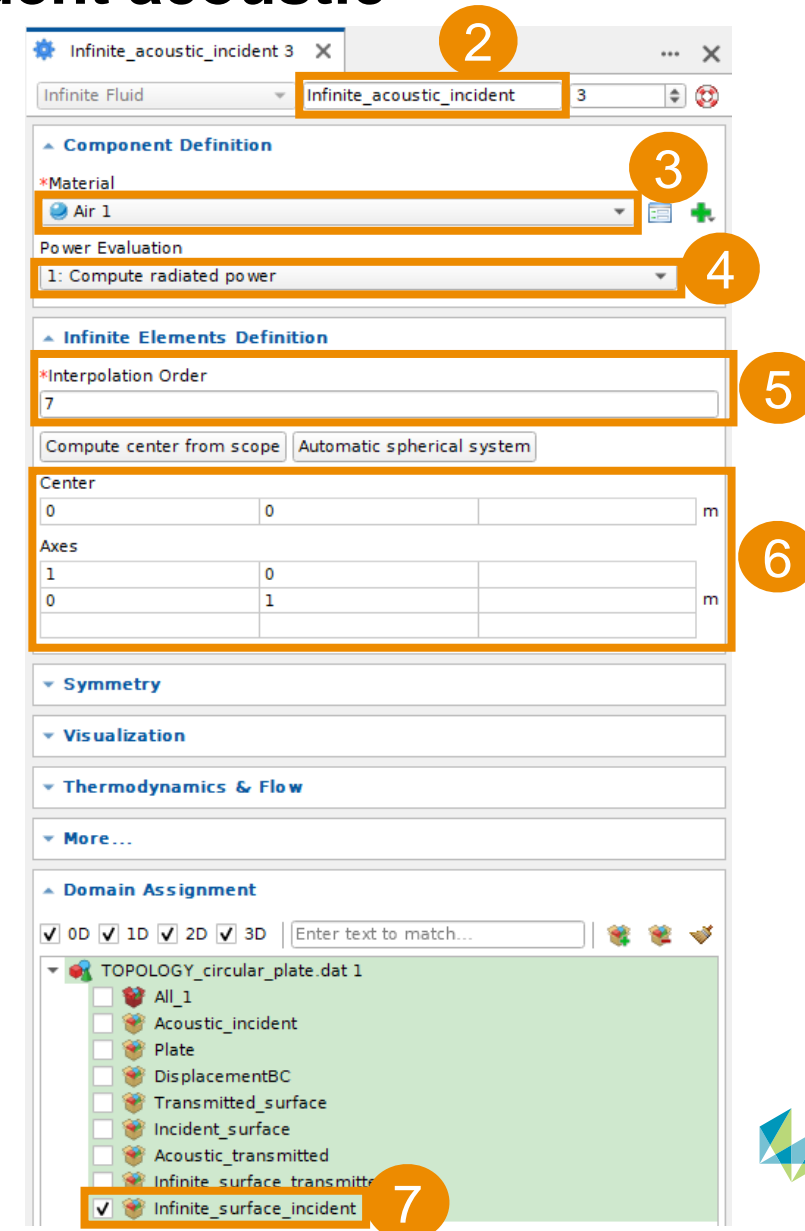 dent acoustic
Infinite_acoustic_incident 3
2
Infinite Fluid Infinite_acoustic_incident 3
Component Definition
3
*Material
Air 1
Power Evaluation
1: Compute radiated power
4
Infinite Elements Definition
*Interpolation Order
7
5
Compute center from scope Automatic spherical system
Center
0 0 m
Axes
6
1 0
0 1 m
Symmetry
Visualization
Thermodynamics & Flow
More...
Domain Assignment
0D 1D 2D 3D Enter text to match...
TOPOLOGY_circular_plate.dat 1
All_1
Acoustic_incident
Plate
DisplacementBC
Transmitted_surface
Incident_surface
Acoustic_transmitted
Infinite_surface_transmitte
Infinite_surface_incident
7